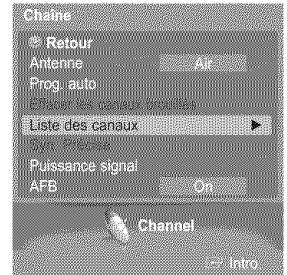 Chaîne
Retour
Antenne Air
Prog. auto
Effacer les canaux brouillés
Liste des canaux
Syn. Précise
Puissance signal
AFB On
Channel
Intro